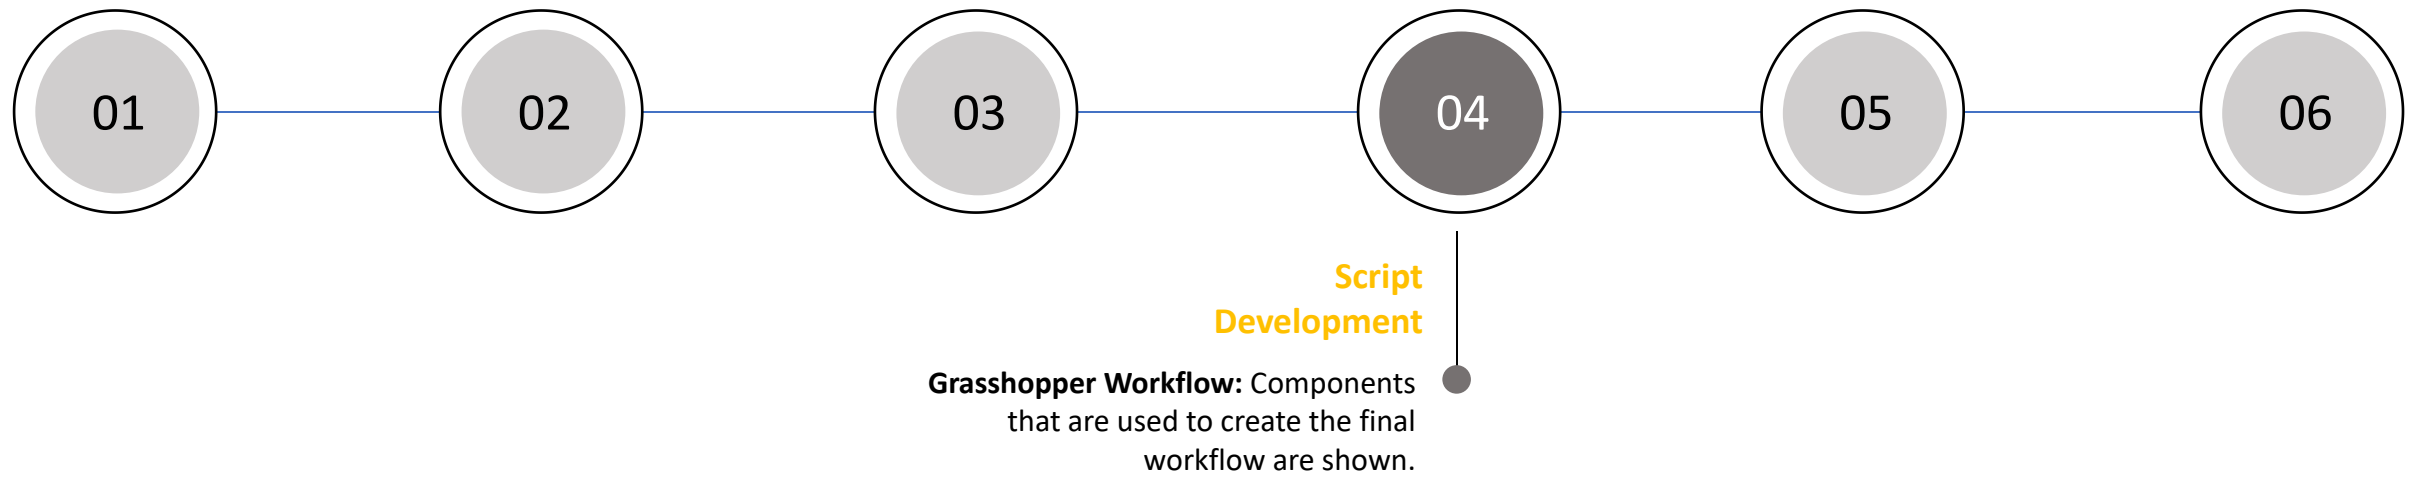 01
02
03
04
05
06
Script
Development
Grasshopper Workflow: Components
that are used to create the final
workflow are shown.